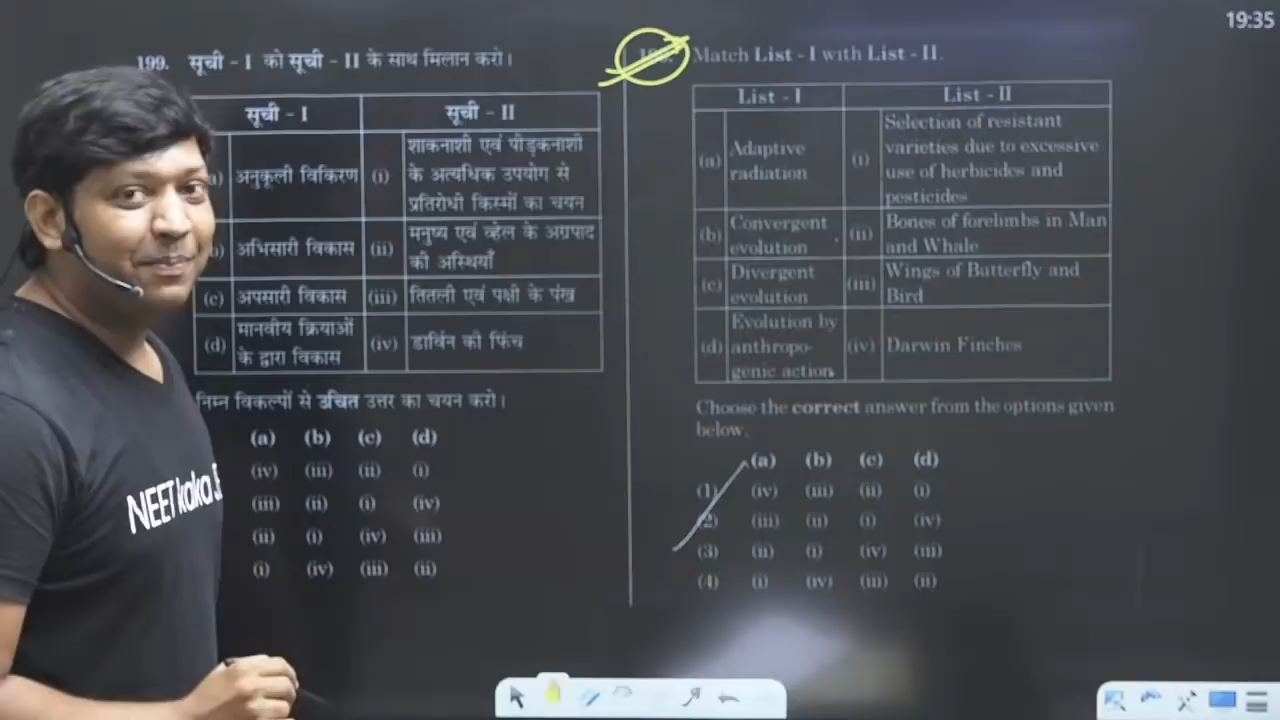 19:35
199. सूची - I को सूची - II के साथ मिलान करो।
सूची - I सूची - II
अनुकूली विकिरण (i) शाकनाशी एवं पीड़कनाशी
के अत्यधिक उपयोग से
प्रतिरोधी किस्मों का चयन
अभिसारी विकास (ii) मनुष्य एवं व्हेल के अग्रपाद
की अस्थियाँ
(c) अपसारी विकास (iii) तितली एवं पक्षी के पंख
(d) मानवीय क्रियाओं
के द्वारा विकास (iv) डार्विन की फिंच
निम्न विकल्पों से उचित उत्तर का चयन करो।
(a) (b) (c) (d)
(iv) (iii) (ii) (i)
(iii) (ii) (i) (iv)
(ii) (i) (iv) (iii)
(i) (iv) (iii) (ii)
Match List - I with List - II.
List - I List - II
(a) Adaptive
radiation (i) Selection of resistant
varieties due to excessive
use of herbicides and
pesticides
(b) Convergent
evolution (ii) Bones of forelimbs in Man
and Whale
(c) Divergent
evolution (iii) Wings of Butterfly and
Bird
(d) Evolution by
anthropo-
genic action (iv) Darwin Finches
Choose the correct answer from the options given
below.
(a) (b) (c) (d)
(1) (iv) (iii) (ii) (i)
(2) (iii) (ii) (i) (iv)
(3) (ii) (i) (iv) (iii)
(4) (i) (iv) (iii) (ii)
NEET kaka